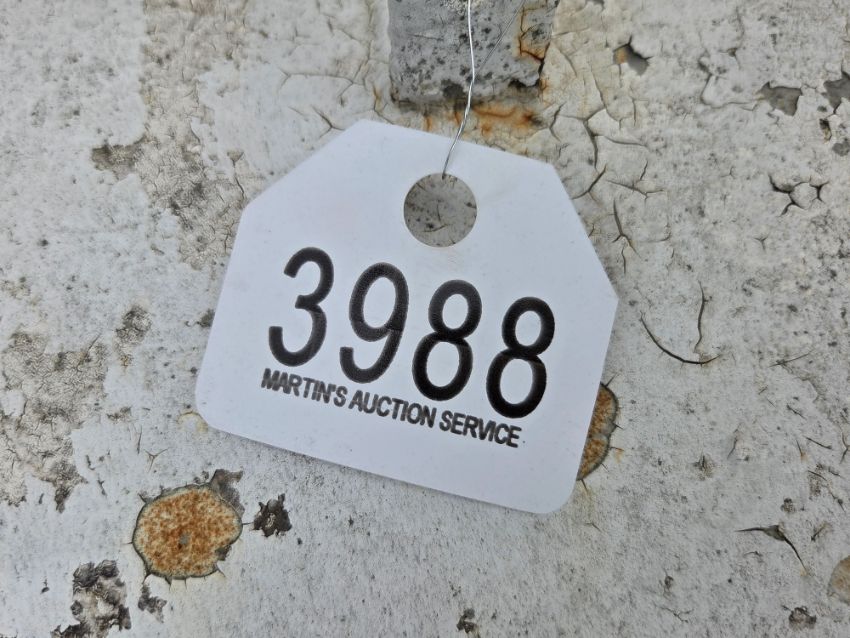 3988
MARTIN'S AUCTION SERVICE